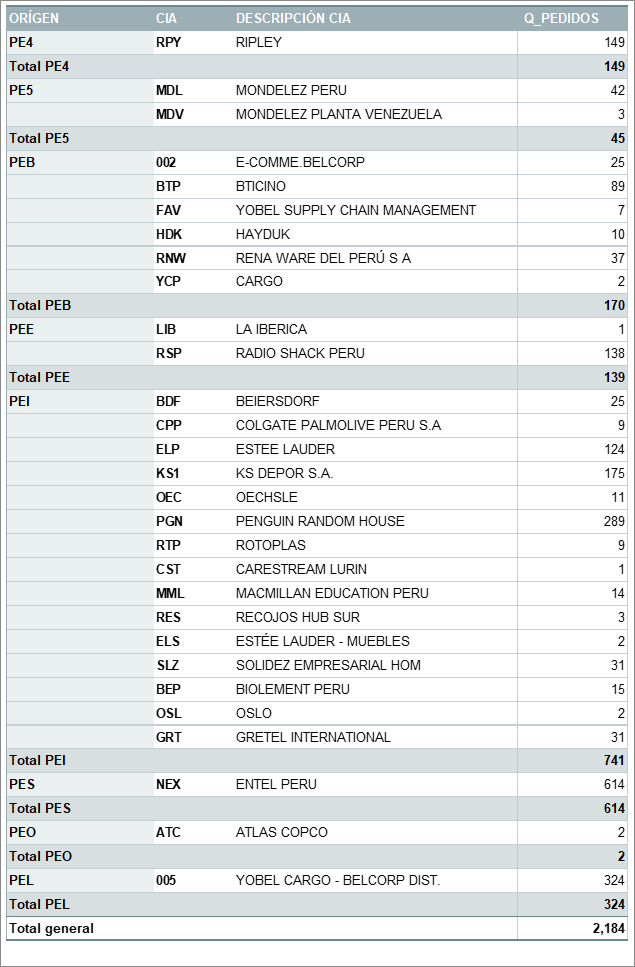 ORÍGEN CIA DESCRIPCIÓN CIA Q_PEDIDOS
PE4 RPY RIPLEY 149
Total PE4 149
PE5 MDL MONDELEZ PERU 42
MDV MONDELEZ PLANTA VENEZUELA 3
Total PE5 45
PEB 002 E-COMME.BELCORP 25
BTP BTICINO 89
FAV YOBEL SUPPLY CHAIN MANAGEMENT 7
HDK HAYDUK 10
RNW RENA WARE DEL PERÚ S A 37
YCP CARGO 2
Total PEB 170
PEE LIB LA IBERICA 1
RSP RADIO SHACK PERU 138
Total PEE 139
PEI BDF BEIERSDORF 25
CPP COLGATE PALMOLIVE PERU S.A 9
ELP ESTEE LAUDER 124
KS1 KS DEPOR S.A. 175
OEC OECHSLE 11
PGN PENGUIN RANDOM HOUSE 289
RTP ROTOPLAS 9
CST CARESTREAM LURIN 1
MML MACMILLAN EDUCATION PERU 14
RES RECOJOS HUB SUR 3
ELS ESTÉE LAUDER - MUEBLES 2
SLZ SOLIDEZ EMPRESARIAL HOM 31
BEP BIOLEMENT PERU 15
OSL OSLO 2
GRT GRETEL INTERNATIONAL 31
Total PEI 741
PES NEX ENTEL PERU 614
Total PES 614
PEO ATC ATLAS COPCO 2
Total PEO 2
PEL 005 YOBEL CARGO - BELCORP DIST. 324
Total PEL 324
Total general 2,184